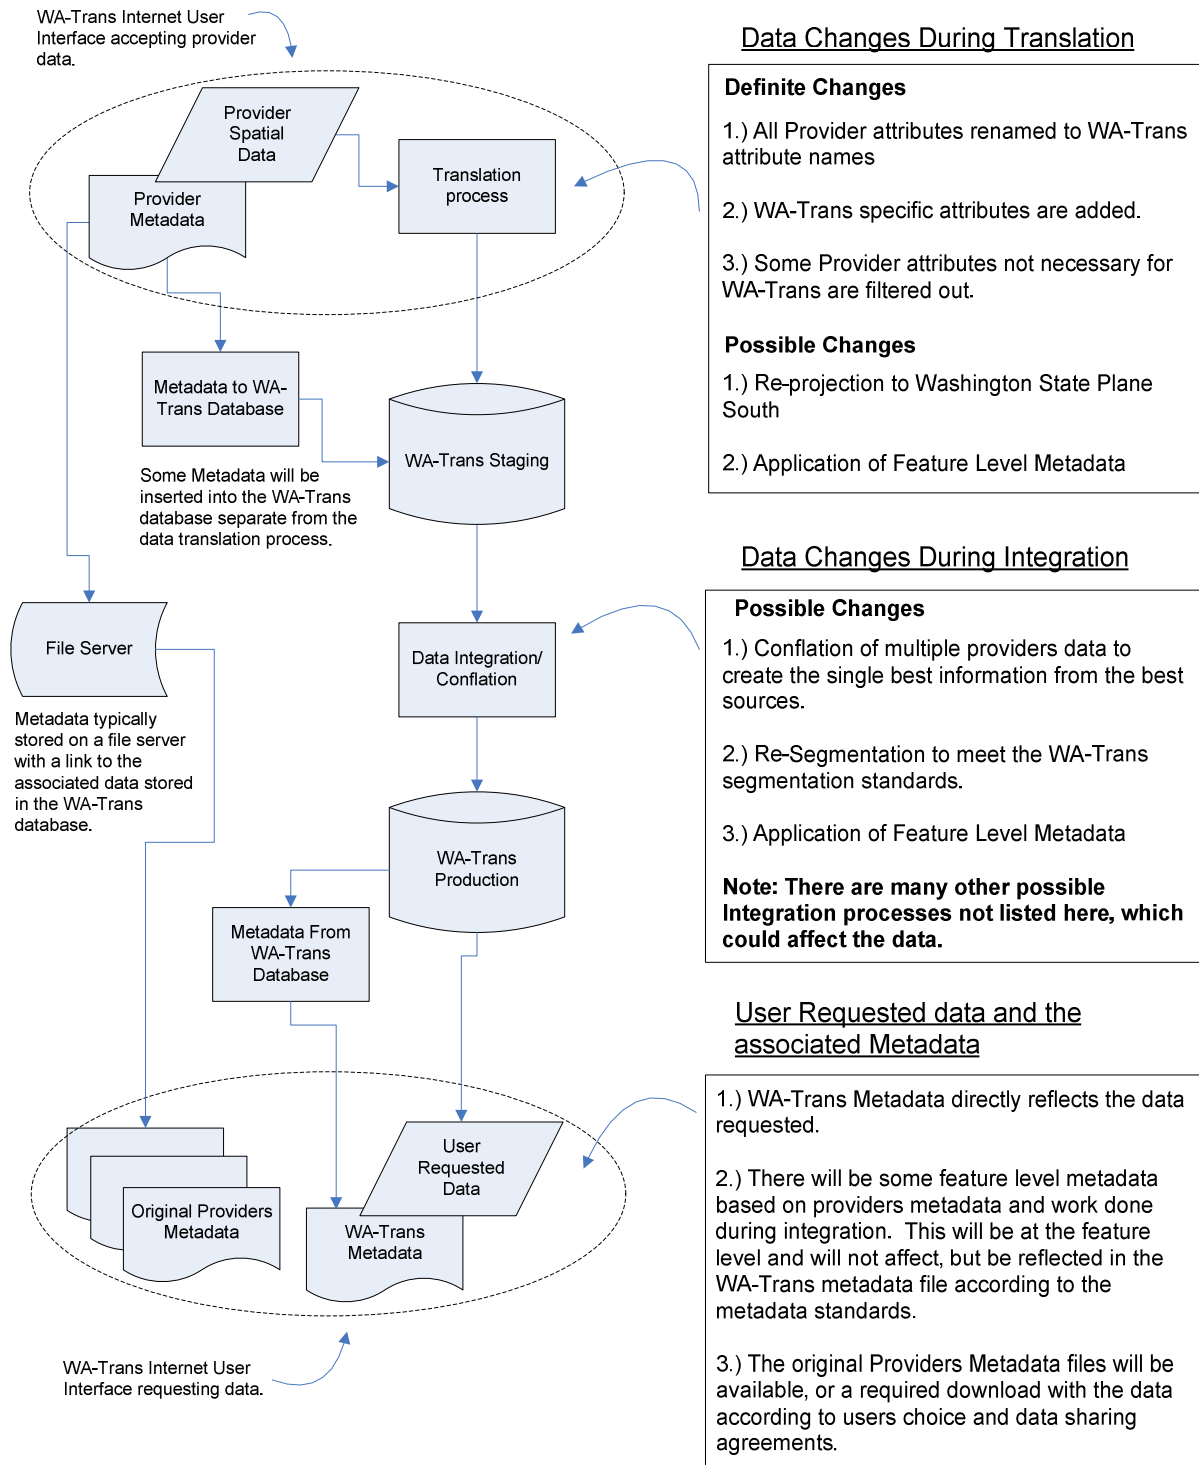 WA-Trans Internet User
Interface accepting provider
data.
Provider
Spatial
Data
Translation
process
Provider
Metadata
Metadata to WA-
Trans Database
WA-Trans Staging
Some Metadata will be
inserted into the WA-Trans
database separate from the
data translation process.
File Server
Data Integration/
Conflation
Metadata typically
stored on a file server
with a link to the
associated data stored
in the WA-Trans
database.
WA-Trans
Production
Metadata From
WA-Trans
Database
User
Requested
Data
Original Providers
Metadata
WA-Trans
Metadata
WA-Trans Internet User
Interface requesting data.
Data Changes During Translation
Definite Changes
1.) All Provider attributes renamed to WA-Trans
attribute names
2.) WA-Trans specific attributes are added.
3.) Some Provider attributes not necessary for
WA-Trans are filtered out.
Possible Changes
1.) Re-projection to Washington State Plane
South
2.) Application of Feature Level Metadata
Data Changes During Integration
Possible Changes
1.) Conflation of multiple providers data to
create the single best information from the best
sources.
2.) Re-Segmentation to meet the WA-Trans
segmentation standards.
3.) Application of Feature Level Metadata
Note: There are many other possible
Integration processes not listed here, which
could affect the data.
User Requested data and the
associated Metadata
1.) WA-Trans Metadata directly reflects the data
requested.
2.) There will be some feature level metadata
based on providers metadata and work done
during integration.  This will be at the feature
level and will not affect, but be reflected in the
WA-Trans metadata file according to the
metadata standards.
3.) The original Providers Metadata files will be
available, or a required download with the data
according to users choice and data sharing
agreements.